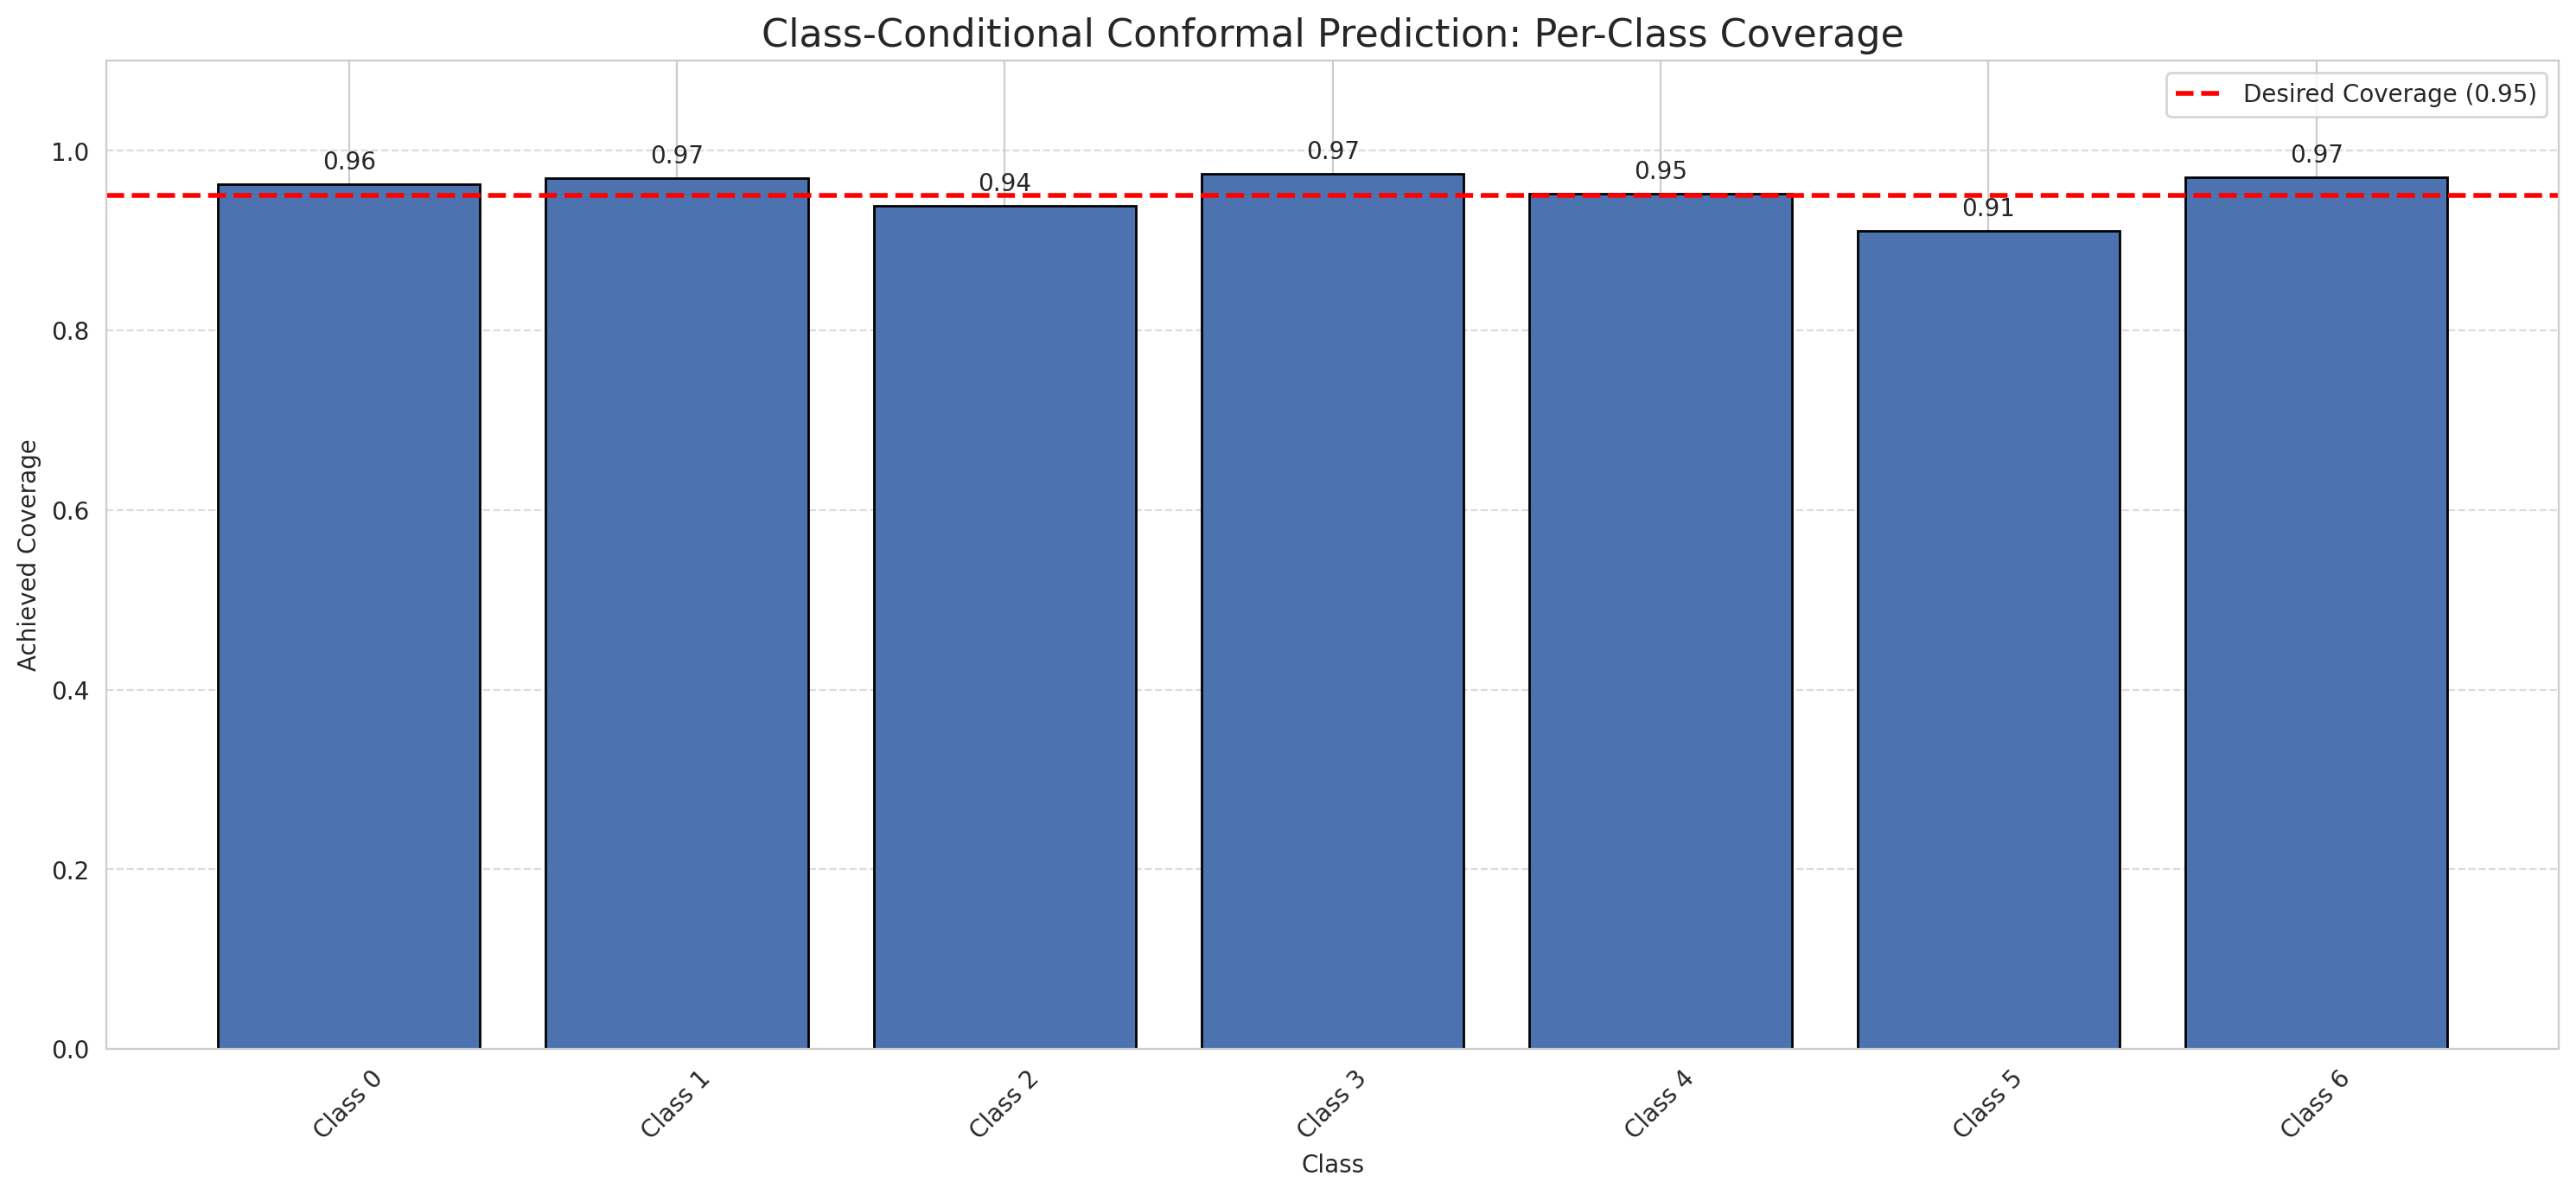 Class-Conditional Conformal Prediction: Per-Class Coverage
Desired Coverage (0.95)
Achieved Coverage
1.0
0.8
0.6
0.4
0.2
0.0
0.96
0.97
0.94
0.97
0.95
0.91
0.97
Class 0
Class 1
Class 2
Class 3
Class 4
Class 5
Class 6
Class